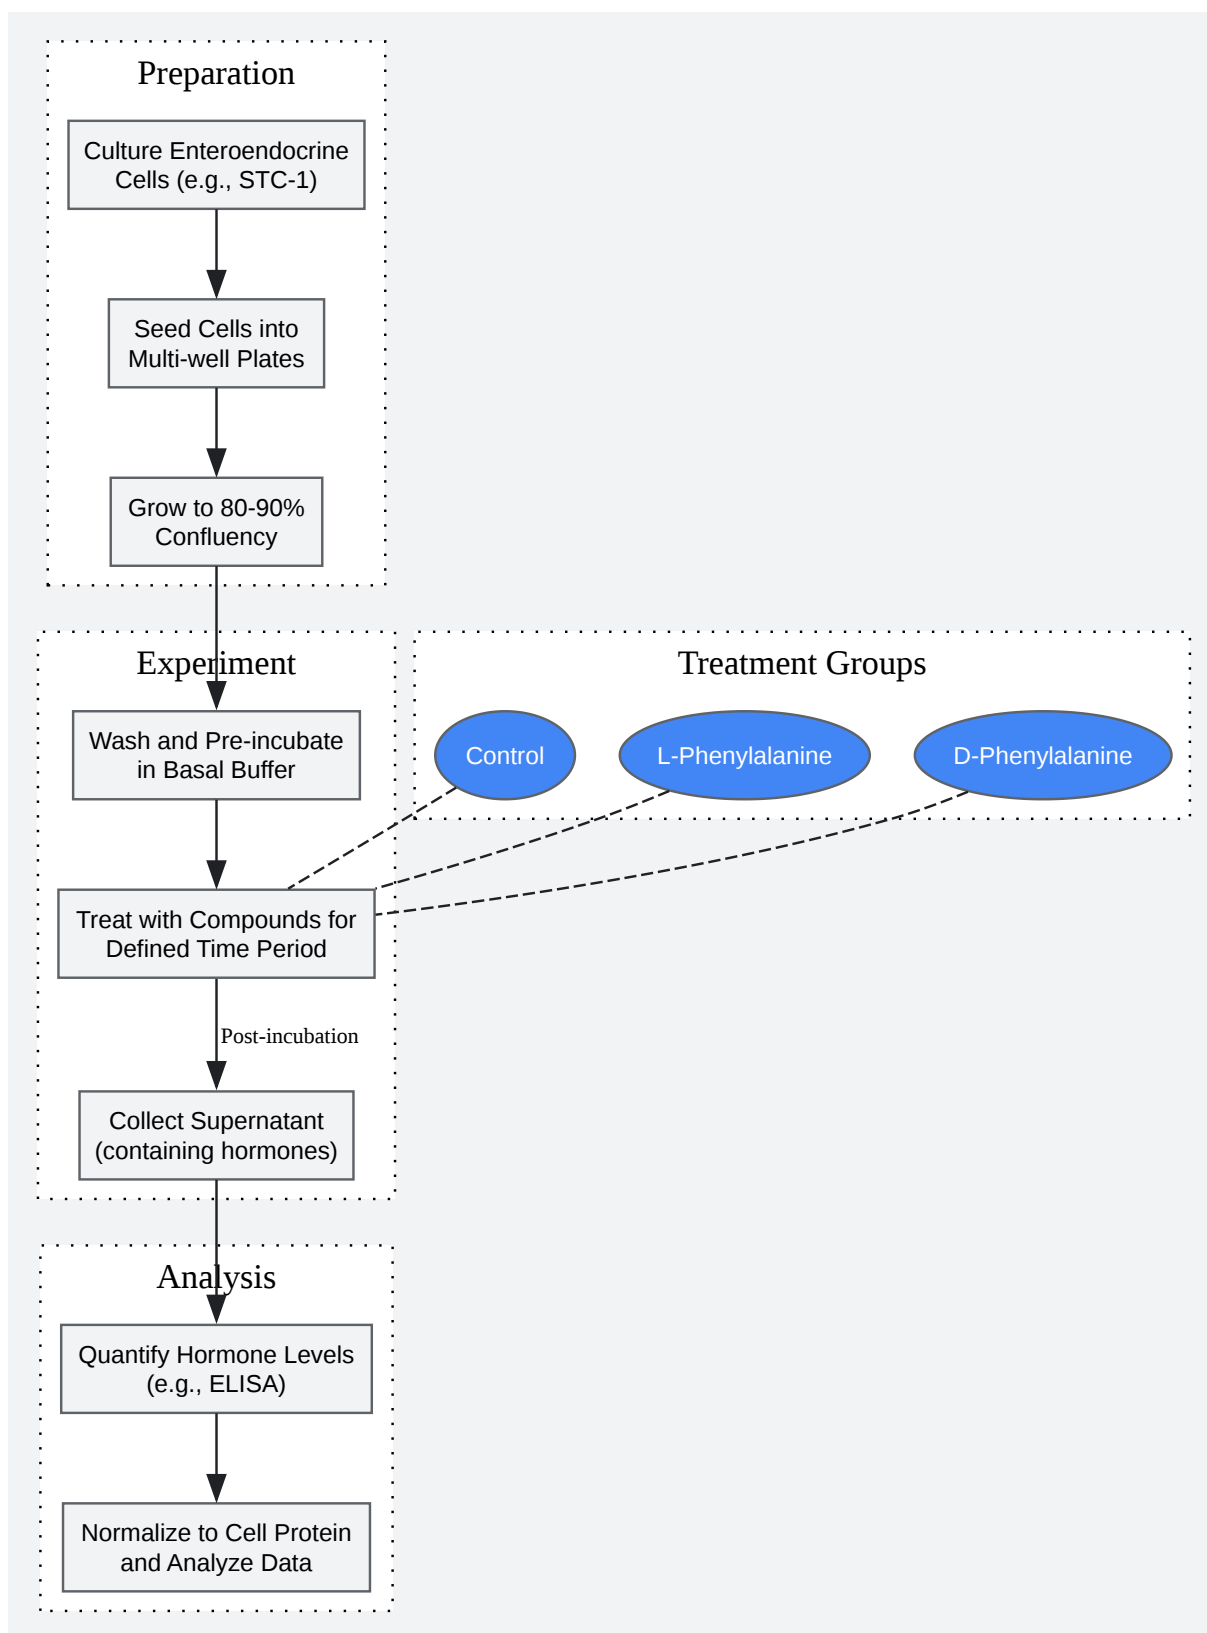 Preparation
Culture Enteroendocrine
Cells (e.g., STC-1)
Seed Cells into
Multi-well Plates
Grow to 80-90%
Confluency
Experiment
Wash and Pre-incubate
in Basal Buffer
Treatment Groups
Control
L-Phenylalanine
D-Phenylalanine
Treat with Compounds for
Defined Time Period
Post-incubation
Collect Supernatant
(containing hormones)
Analysis
Quantify Hormone Levels
(e.g., ELISA)
Normalize to Cell Protein
and Analyze Data